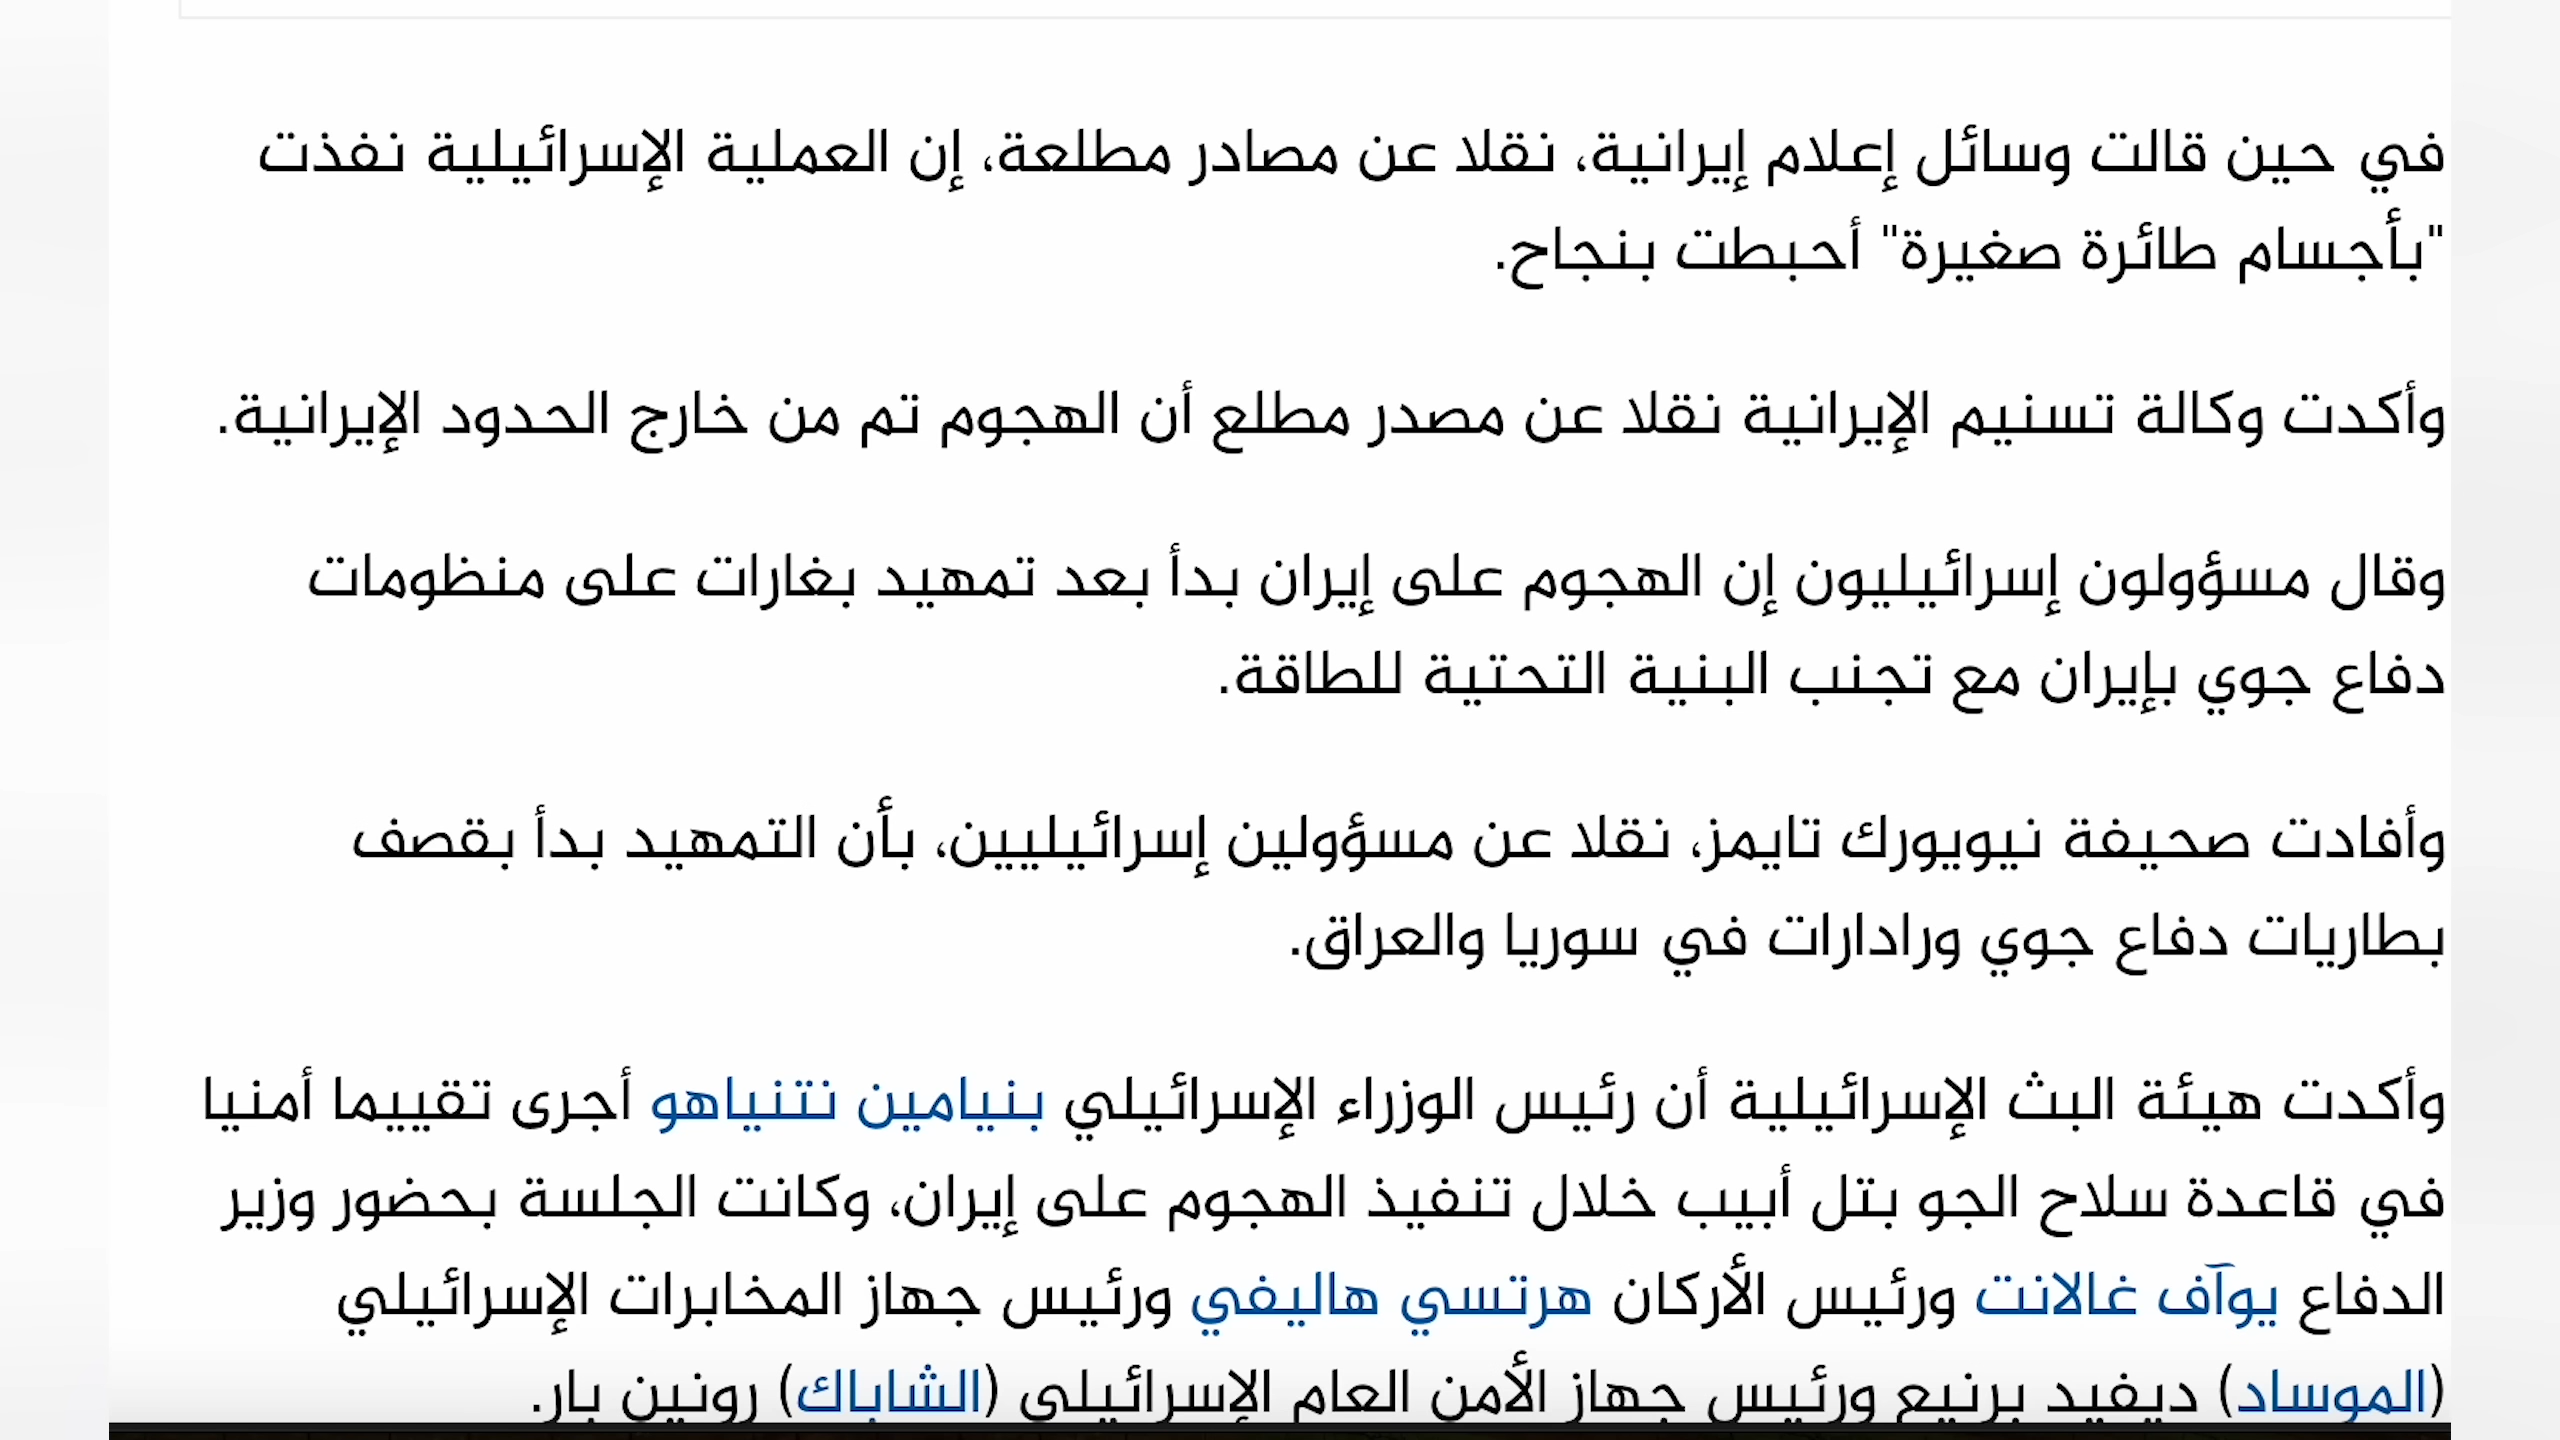 في حين قالت وسائل إعلام إيرانية، نقلا عن مصادر مطلعة، إن العملية الإسرائيلية نفذت
"بأجسام طائرة صغيرة" أحبطت بنجاح.
وأكدت وكالة تسنيم الإيرانية نقلا عن مصدر مطلع أن الهجوم تم من خارج الحدود الإيرانية.
وقال مسؤولون إسرائيليون إن الهجوم على إيران بدأ بعد تمهيد بغارات على منظومات
دفاع جوي بإيران مع تجنب البنية التحتية للطاقة.
وأفادت صحيفة نيويورك تايمز، نقلا عن مسؤولين إسرائيليين، بأن التمهيد بدأ بقصف
بطاريات دفاع جوي ورادارات في سوريا والعراق.
وأكدت هيئة البث الإسرائيلية أن رئيس الوزراء الإسرائيلي بنيامين نتنياهو أجرى تقييما أمنيا
في قاعدة سلاح الجو بتل أبيب خلال تنفيذ الهجوم على إيران، وكانت الجلسة بحضور وزير
الدفاع يوآف غالانت ورئيس الأركان هرتسي هاليفي ورئيس جهاز المخابرات الإسرائيلي
(الموساد) ديفيد برنيع ورئيس جهاز الأمن العام الإسرائيلي (الشاباك) رونين بار.